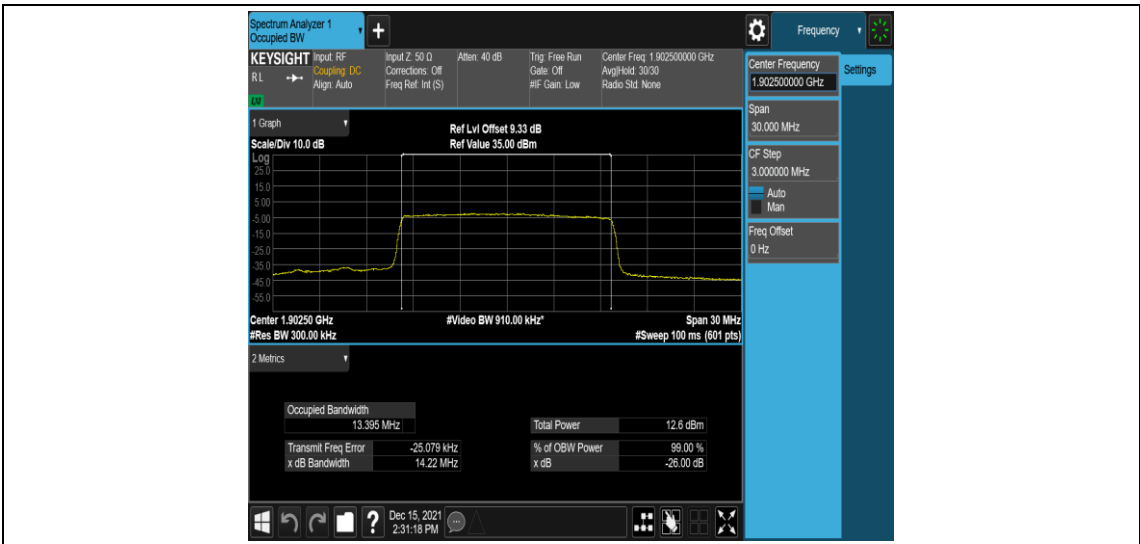 Spectrum Analyzer 1
Occupied BW
+
Frequency
KEYSIGHT
RL
LXI
Input: RF
Coupling: DC
Align: Auto
Input Z: 50 Ω
Corrections: Off
Freq Ref: Int (S)
Atten: 40 dB
Trig: Free Run
Gate: Off
#IF Gain: Low
Center Freq: 1.902500000 GHz
Avg|Hold: 30/30
Radio Std: None
Center Frequency
1.902500000 GHz
Settings
Span
30.000 MHz
CF Step
3.000000 MHz
Auto
Man
Freq Offset
0 Hz
1 Graph
Scale/Div 10.0 dB
Ref Lvl Offset 9.33 dB
Ref Value 35.00 dBm
Log
25.0
15.0
5.00
-5.00
-15.0
-25.0
-35.0
-45.0
-55.0
Center 1.90250 GHz
#Video BW 910.00 kHz*
Span 30 MHz
#Res BW 300.00 kHz
#Sweep 100 ms (601 pts)
2 Metrics
Occupied Bandwidth
13.395 MHz
Total Power 12.6 dBm
Transmit Freq Error -25.079 kHz
% of OBW Power 99.00 %
x dB Bandwidth 14.22 MHz
x dB -26.00 dB
?
Dec 15, 2021
2:31:18 PM